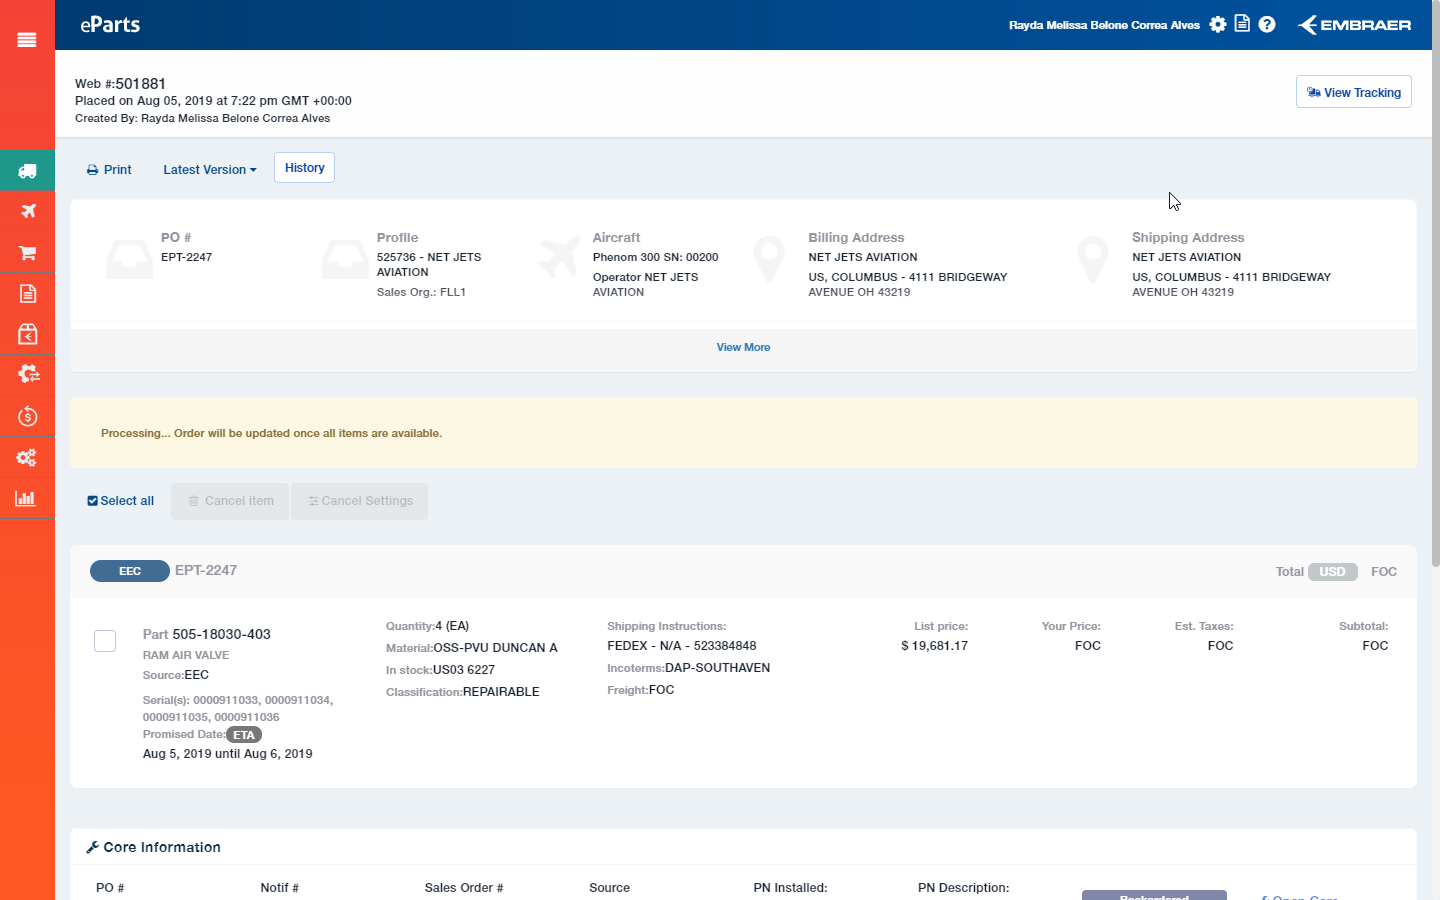 eParts
Rayda Melissa Belone Correa Alves
EMBRAER
Web #:501881
Placed on Aug 05, 2019 at 7:22 pm GMT +00:00
Created By: Rayda Melissa Belone Correa Alves
View Tracking
Print
Latest Version
History
PO #
EPT-2247
Profile
525736 - NET JETS
AVIATION
Sales Org.: FLL1
Aircraft
Phenom 300 SN: 00200
Operator NET JETS
AVIATION
Billing Address
NET JETS AVIATION
US, COLUMBUS - 4111 BRIDGEWAY
AVENUE OH 43219
Shipping Address
NET JETS AVIATION
US, COLUMBUS - 4111 BRIDGEWAY
AVENUE OH 43219
View More
Processing... Order will be updated once all items are available.
Select all
Cancel item
Cancel Settings
EEC
EPT-2247
Total USD FOC
Part 505-18030-403
RAM AIR VALVE
Source:EEC
Serial(s): 0000911033, 0000911034,
0000911035, 0000911036
Promised Date:ETA
Aug 5, 2019 until Aug 6, 2019
Quantity:4 (EA)
Material:OSS-PVU DUNCAN A
In stock:US03 6227
Classification:REPAIRABLE
Shipping Instructions:
FEDEX - N/A - 523384848
Incoterms:DAP-SOUTHAVEN
Freight:FOC
List price:
$ 19,681.17
Your Price:
FOC
Est. Taxes:
FOC
Subtotal:
FOC
Core Information
PO #
Notif #
Sales Order #
Source
PN Installed:
PN Description:
Backordered
Open Core